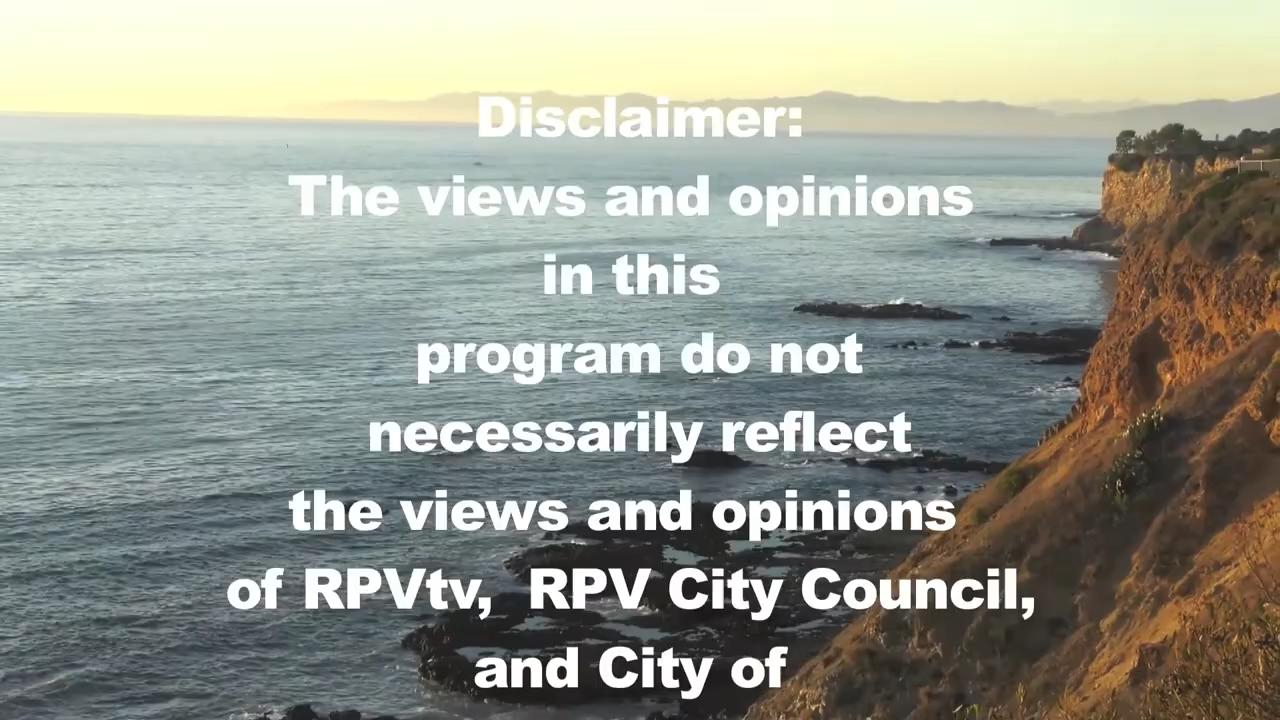 Disclaimer:
The views and opinions
in this
program do not
necessarily reflect
the views and opinions
of RPVtv,  RPV City Council,
and City of